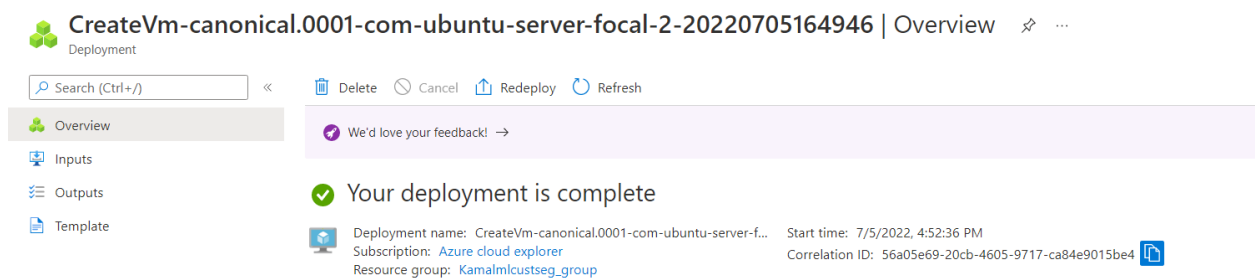 CreateVm-canonical.0001-com-ubuntu-server-focal-2-20220705164946 | Overview ...
Deployment
Search (Ctrl+/) «
Delete Cancel Redeploy Refresh
Overview
We'd love your feedback! →
Inputs
Outputs
Template
Your deployment is complete
Deployment name: CreateVm-canonical.0001-com-ubuntu-server-f... Start time: 7/5/2022, 4:52:36 PM
Subscription: Azure cloud explorer Correlation ID: 56a05e69-20cb-4605-9717-ca84e9015be4
Resource group: Kamalmlcustseg_group